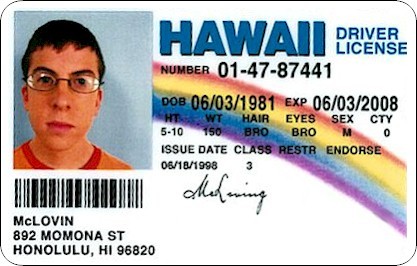 HAWAII DRIVER LICENSE
NUMBER 01-47-87441
DOB 06/03/1981 EXP 06/03/2008
HT WT HAIR EYES SEX CTY
5-10 150 BRO BRO M 0
ISSUE DATE CLASS RESTR ENDORSE
06/18/1998 3
McLoving
McLOVIN
892 MOMONA ST
HONOLULU, HI 96820